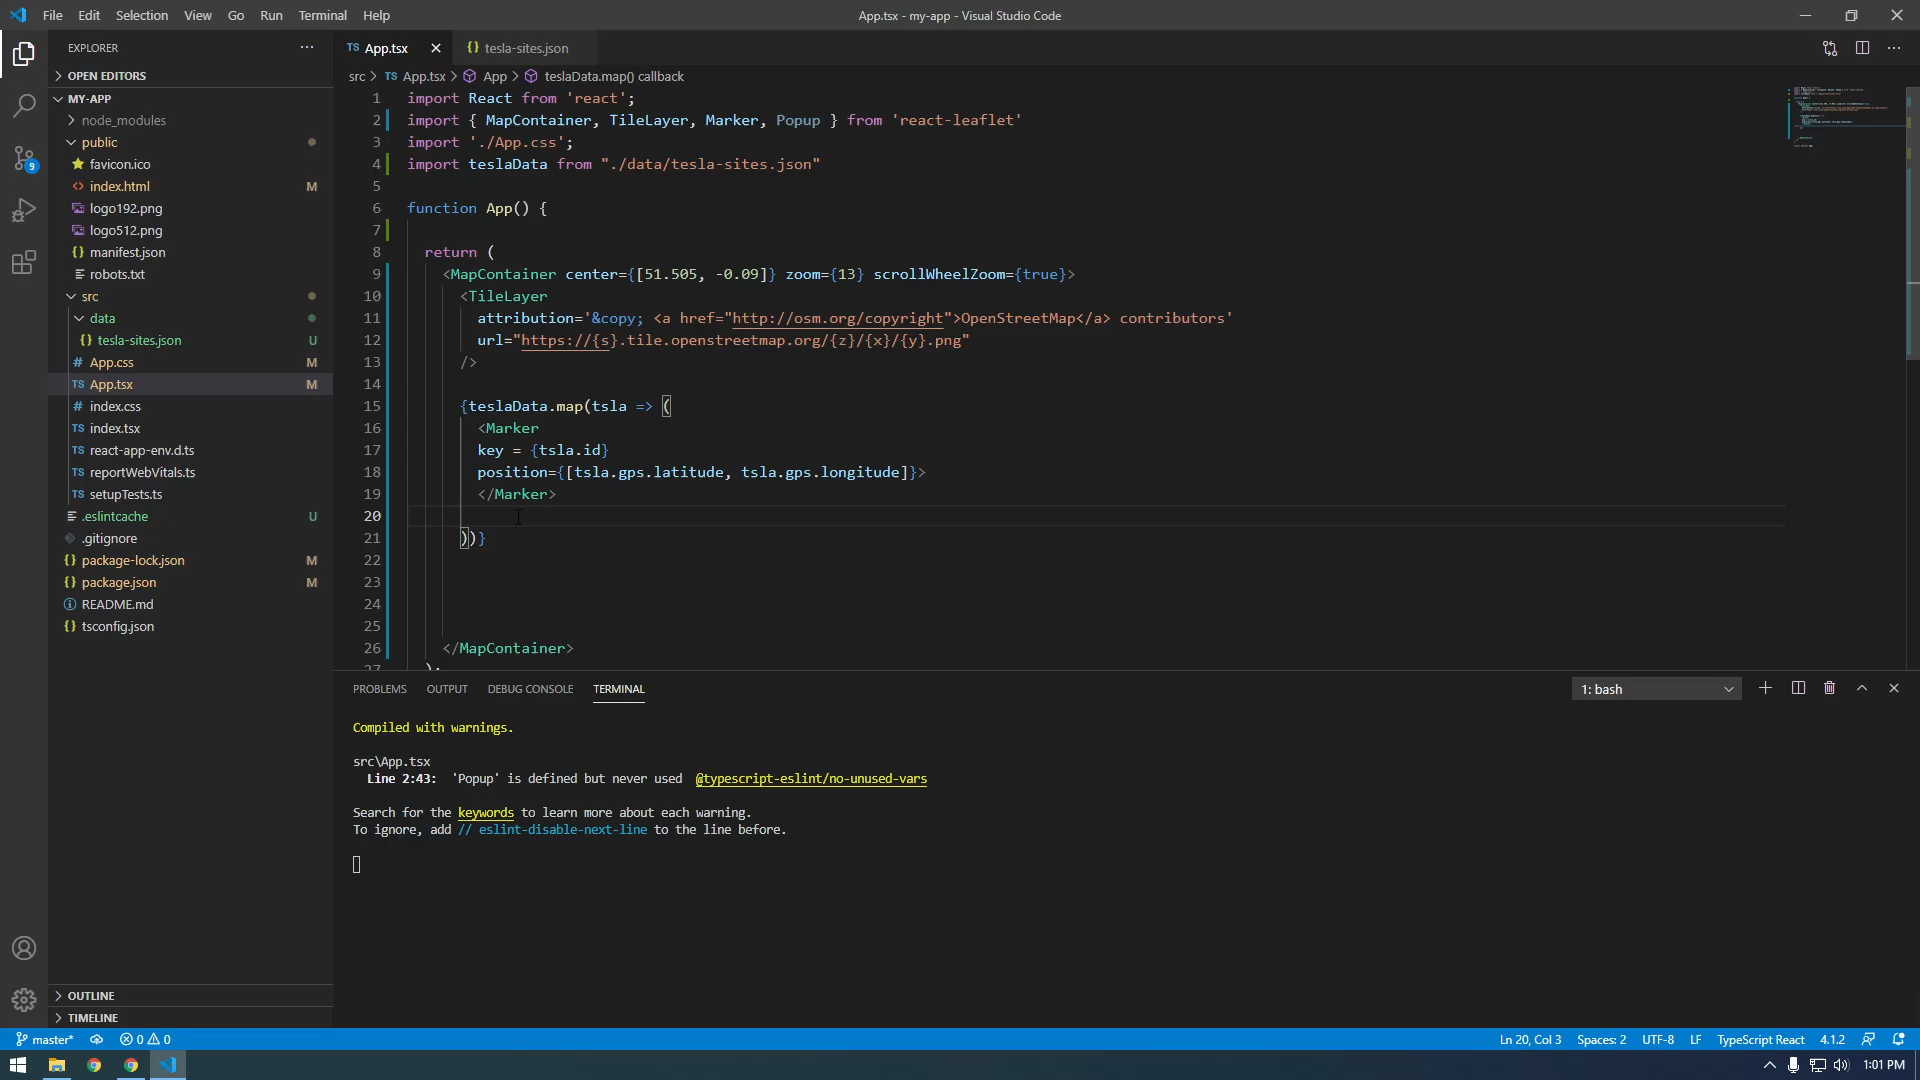 File Edit Selection View Go Run Terminal Help
App.tsx - my-app - Visual Studio Code
EXPLORER
OPEN EDITORS
MY-APP
node_modules
public
favicon.ico
index.html M
logo192.png
logo512.png
manifest.json
robots.txt
src
data
tesla-sites.json U
App.css M
App.tsx M
index.css
index.tsx
react-app-env.d.ts
reportWebVitals.ts
setupTests.ts
.eslintcache U
.gitignore
package-lock.json M
package.json M
README.md
tsconfig.json
OUTLINE
TIMELINE
9
TS App.tsx
{} tesla-sites.json
src > TS App.tsx > App > teslaData.map() callback
1 import React from 'react';
2 import { MapContainer, TileLayer, Marker, Popup } from 'react-leaflet'
3 import './App.css';
4 import teslaData from "./data/tesla-sites.json"
5
6 function App() {
7
8 return (
9 <MapContainer center={[51.505, -0.09]} zoom={13} scrollWheelZoom={true}>
10 <TileLayer
11 attribution='&copy; <a href="http://osm.org/copyright">OpenStreetMap</a> contributors'
12 url="https://{s}.tile.openstreetmap.org/{z}/{x}/{y}.png"
13 />
14
15 {teslaData.map(tsla => (
16 <Marker
17 key = {tsla.id}
18 position={[tsla.gps.latitude, tsla.gps.longitude]}>
19 </Marker>
20
21 ))}
22
23
24
25
26 </MapContainer>
27 );
PROBLEMS OUTPUT DEBUG CONSOLE TERMINAL
1: bash
Compiled with warnings.
src\App.tsx
Line 2:43: 'Popup' is defined but never used @typescript-eslint/no-unused-vars
Search for the keywords to learn more about each warning.
To ignore, add // eslint-disable-next-line to the line before.
master* 0 0
Ln 20, Col 3 Spaces: 2 UTF-8 LF TypeScript React 4.1.2
1:01 PM